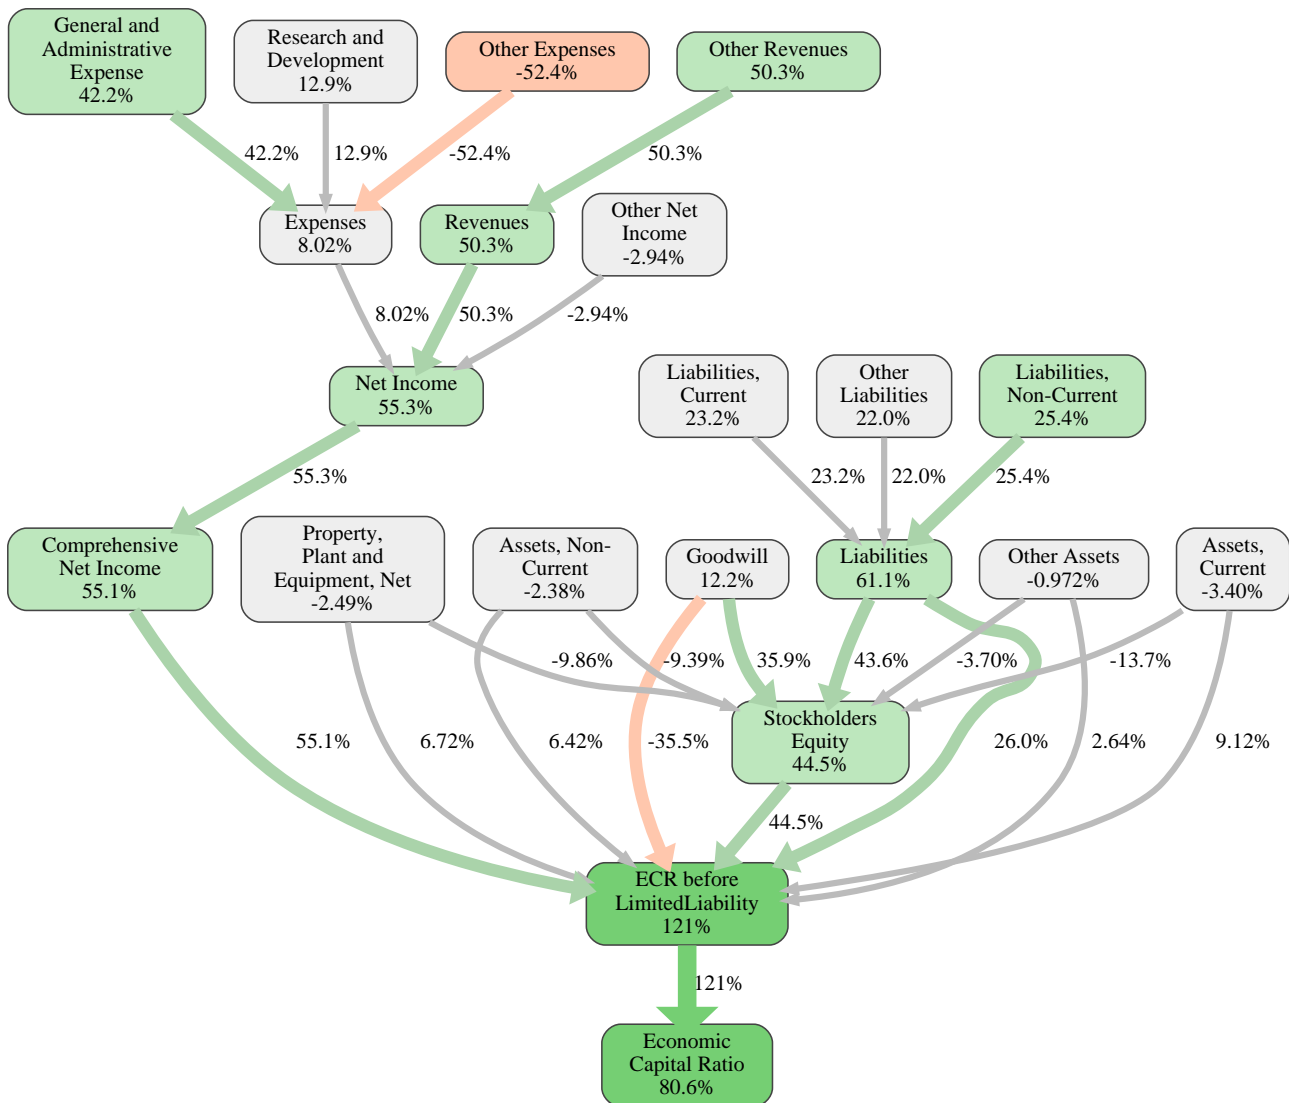 General and
Administrative
Expense
42.2%
Research and
Development
12.9%
Other Expenses
-52.4%
Other Revenues
50.3%
42.2%
12.9%
-52.4%
50.3%
Expenses
8.02%
Revenues
50.3%
Other Net
Income
-2.94%
8.02%
50.3%
-2.94%
Net Income
55.3%
Liabilities,
Current
23.2%
Other
Liabilities
22.0%
Liabilities,
Non-Current
25.4%
55.3%
23.2%
22.0%
25.4%
Comprehensive
Net Income
55.1%
Property,
Plant and
Equipment, Net
-2.49%
Assets, Non-
Current
-2.38%
Goodwill
12.2%
Liabilities
61.1%
Other Assets
-0.972%
Assets,
Current
-3.40%
-9.86%
-9.39%
35.9%
43.6%
-3.70%
-13.7%
Stockholders
Equity
44.5%
55.1%
6.72%
6.42%
-35.5%
26.0%
2.64%
9.12%
44.5%
ECR before
LimitedLiability
121%
121%
Economic
Capital Ratio
80.6%